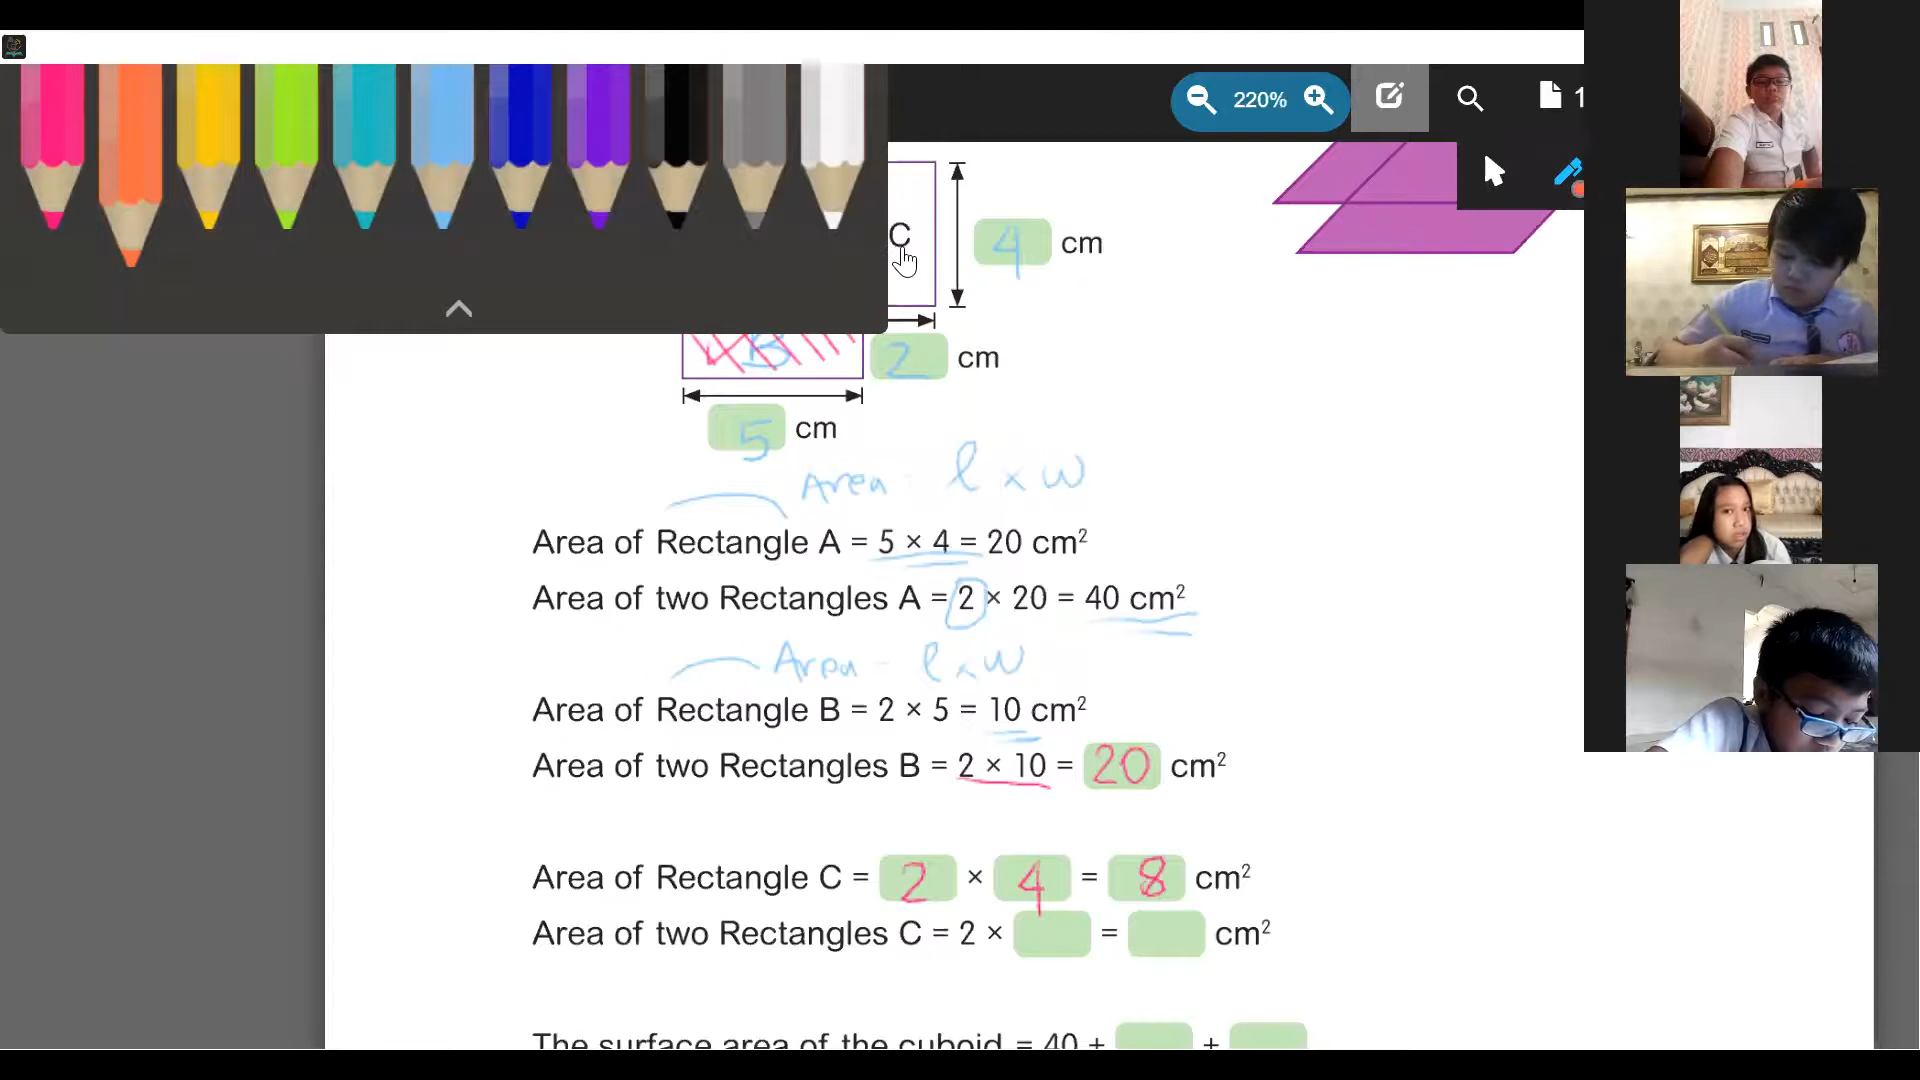 220%
1
C
4 cm
B
2 cm
5 cm
Area : l × w
Area of Rectangle A = 5 × 4 = 20 cm²
Area of two Rectangles A = 2 × 20 = 40 cm²
Area - l × w
Area of Rectangle B = 2 × 5 = 10 cm²
Area of two Rectangles B = 2 × 10 = 20 cm²
Area of Rectangle C = 2 × 4 = 8 cm²
Area of two Rectangles C = 2 × = cm²
The surface area of the cuboid = 40 + +